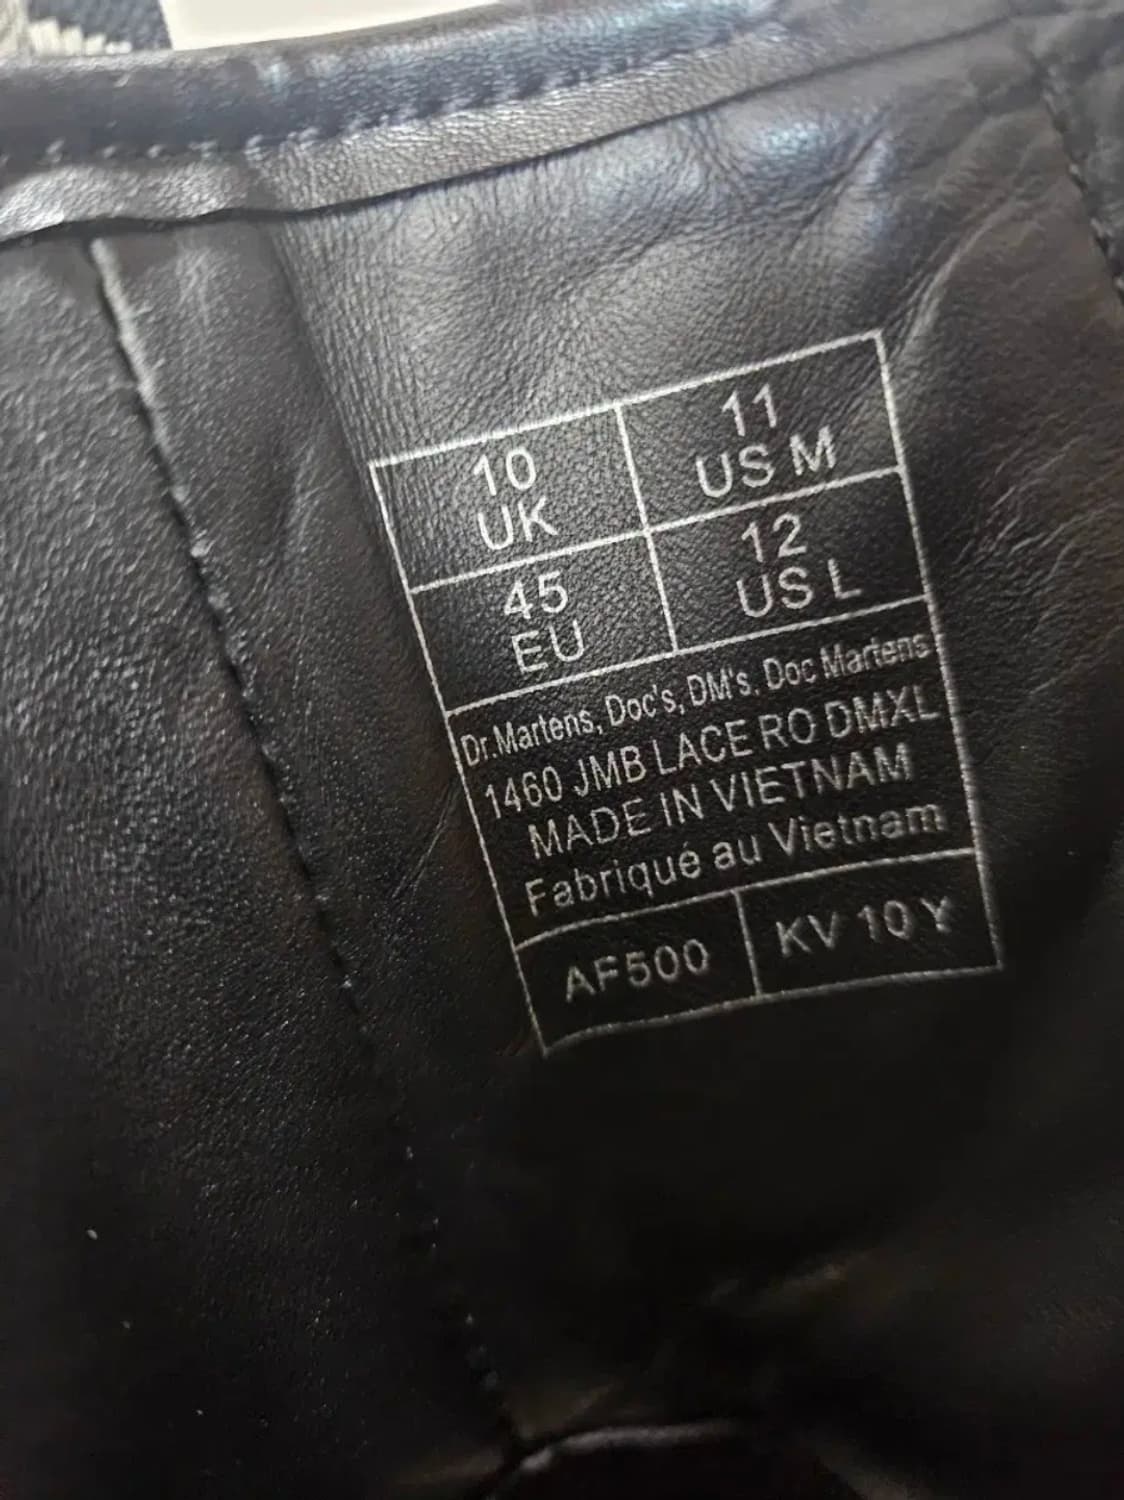 10
UK
11
US M
45
EU
12
US L
Dr.Martens, Doc's, DM's. Doc Martens
1460 JMB LACE RO DMXL
MADE IN VIETNAM
Fabriqué au Vietnam
AF500
KV 10 Y